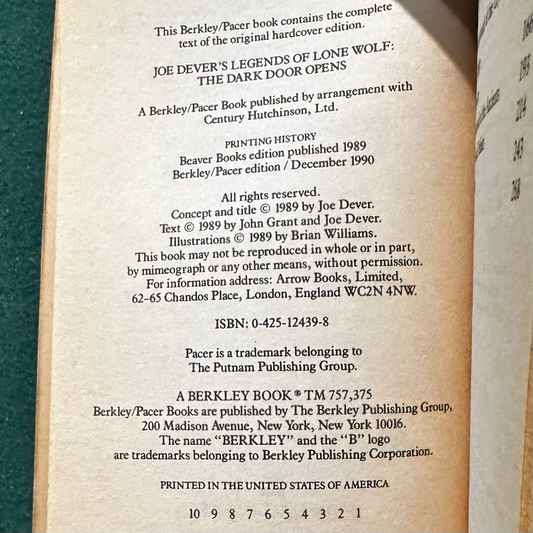 This Berkley/Pacer book contains the complete
text of the original hardcover edition.
JOE DEVER'S LEGENDS OF LONE WOLF:
THE DARK DOOR OPENS
A Berkley/Pacer Book published by arrangement with
Century Hutchinson, Ltd.
PRINTING HISTORY
Beaver Books edition published 1989
Berkley/Pacer edition / December 1990
All rights reserved.
Concept and title © 1989 by Joe Dever.
Text © 1989 by John Grant and Joe Dever.
Illustrations © 1989 by Brian Williams.
This book may not be reproduced in whole or in part,
by mimeograph or any other means, without permission.
For information address: Arrow Books, Limited,
62–65 Chandos Place, London, England WC2N 4NW.
ISBN: 0-425-12439-8
Pacer is a trademark belonging to
The Putnam Publishing Group.
A BERKLEY BOOK ® TM 757,375
Berkley/Pacer Books are published by The Berkley Publishing Group,
200 Madison Avenue, New York, New York 10016.
The name "BERKLEY" and the "B" logo
are trademarks belonging to Berkley Publishing Corporation.
PRINTED IN THE UNITED STATES OF AMERICA
10 9 8 7 6 5 4 3 2 1
166
193
214
243
268